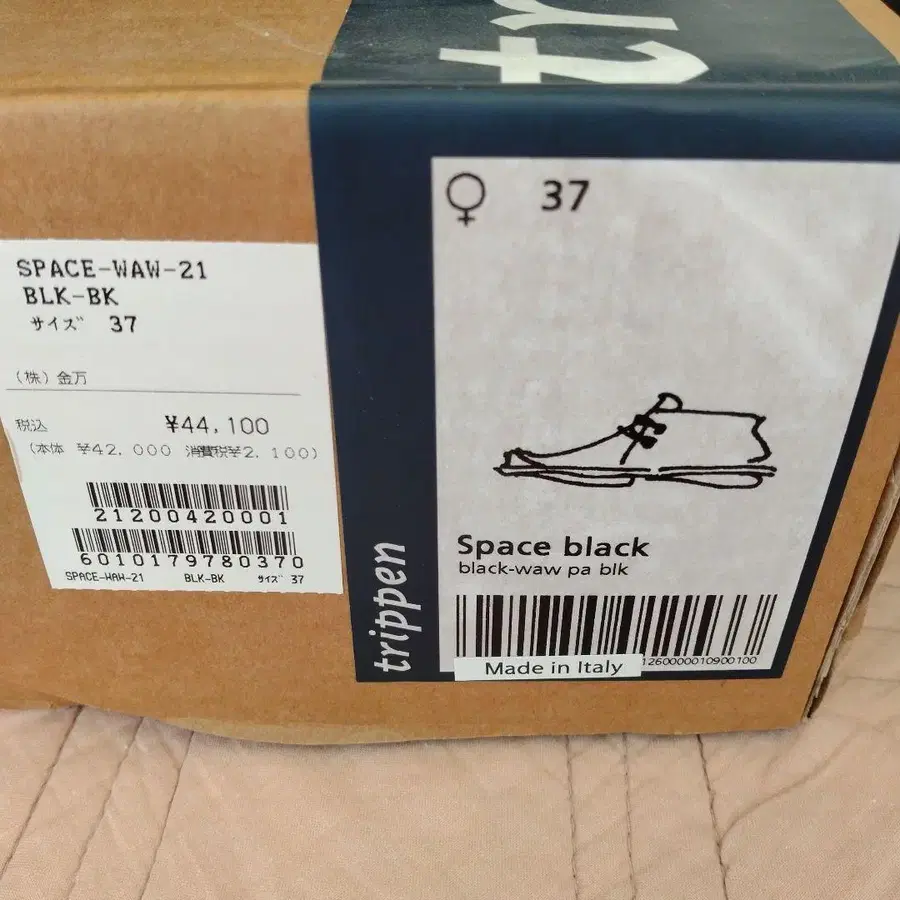 tr
SPACE-WAW-21
BLK-BK
サイズ 37
(株)金万
税込 ¥44,100
(本体 ¥42,000 消費税¥2,100)
21200420001
6010179780370
SPACE-WAW-21 BLK-BK サイズ 37
♀ 37
Space black
black-waw pa blk
1260000010900100
Made in Italy
trippen